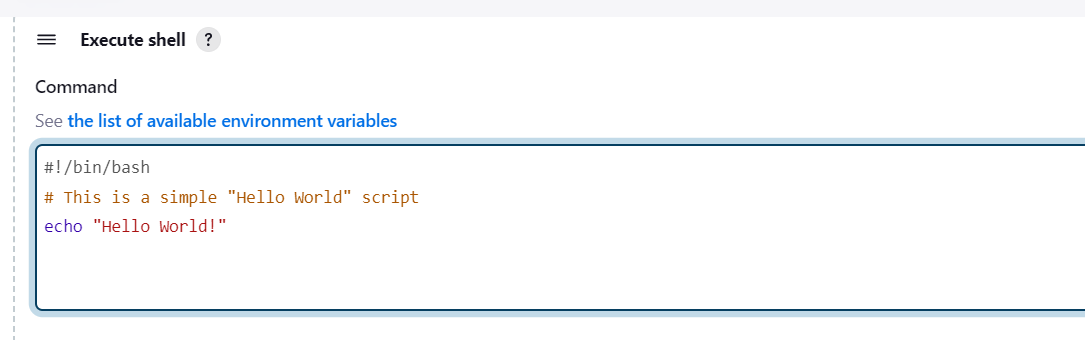 Execute shell ?
Command
See the list of available environment variables
#!/bin/bash
# This is a simple "Hello World" script
echo "Hello World!"